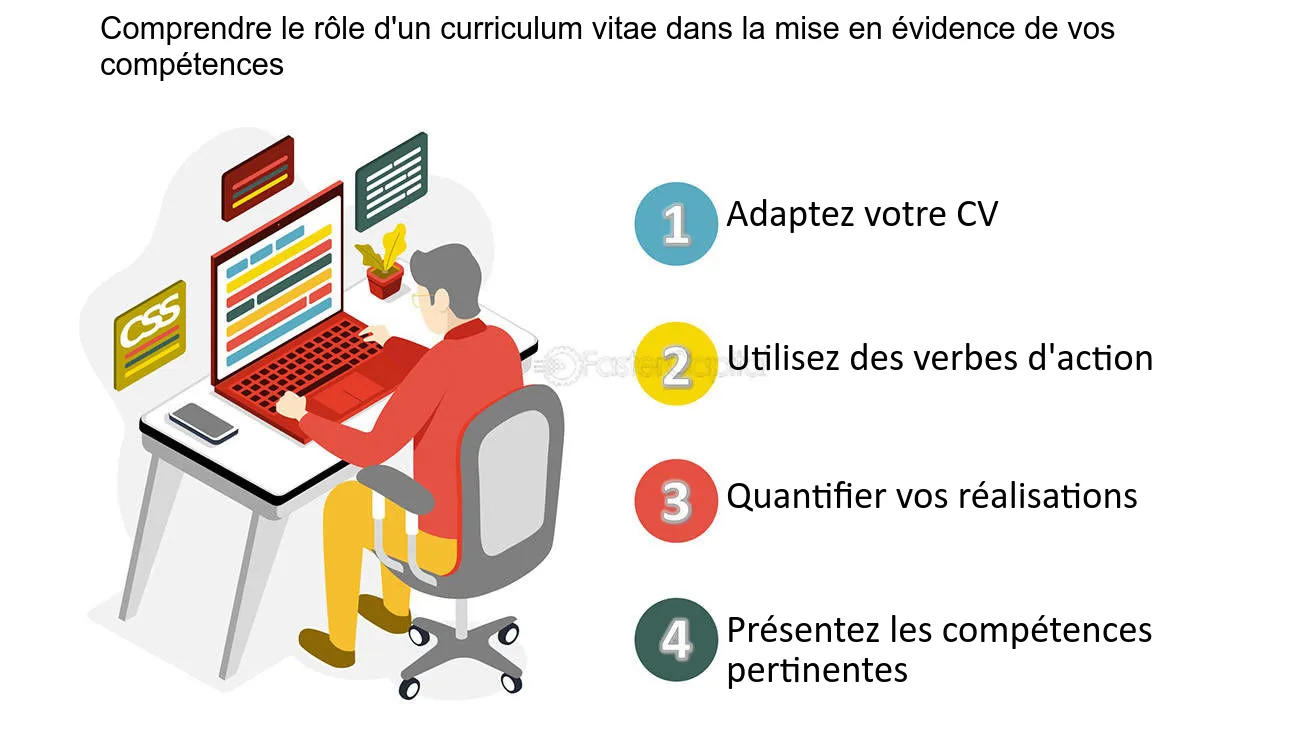 Comprendre le rôle d'un curriculum vitae dans la mise en évidence de vos
compétences
CSS
1 Adaptez votre CV
2 Utilisez des verbes d'action
3 Quantifier vos réalisations
4 Présentez les compétences
pertinentes